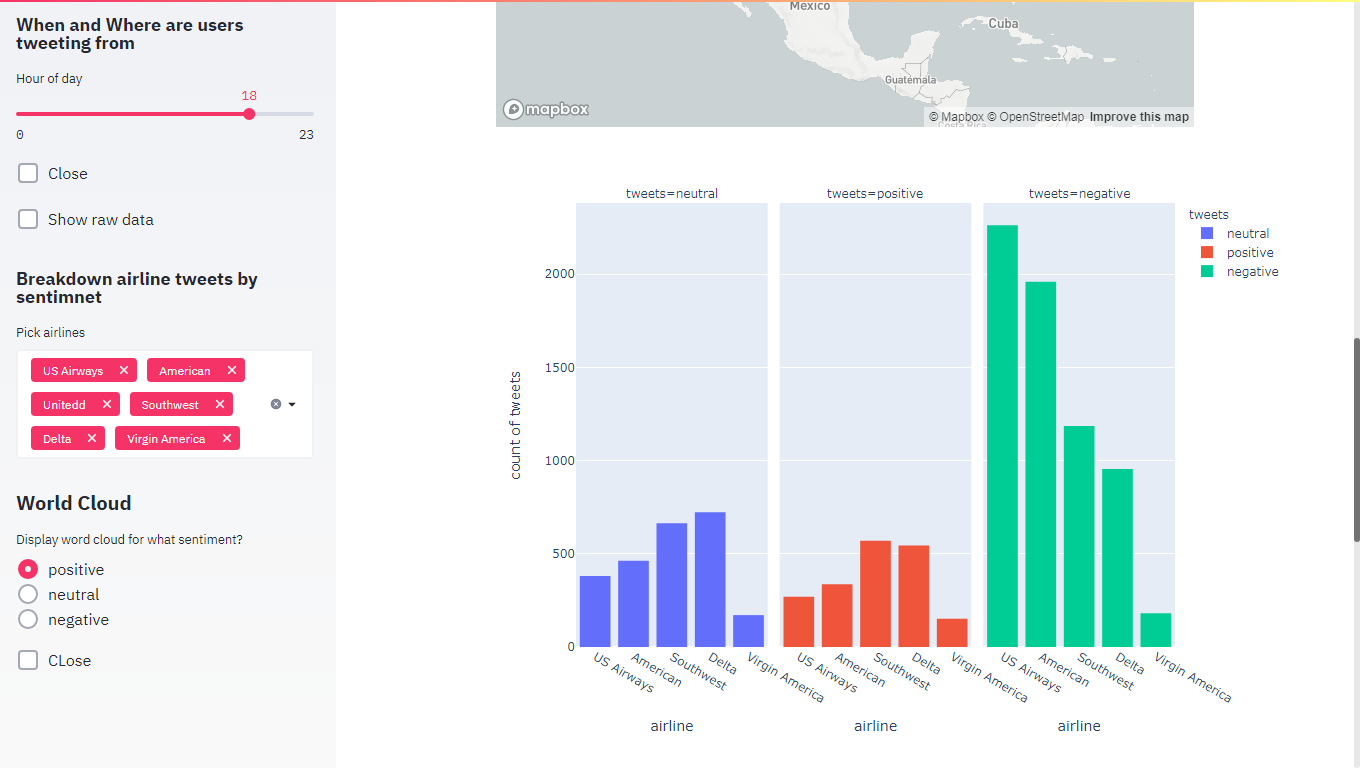 When and Where are users
tweeting from
Hour of day
18
0 23
Close
Show raw data
Breakdown airline tweets by
sentimnet
Pick airlines
US Airways American
Unitedd Southwest
Delta Virgin America
World Cloud
Display word cloud for what sentiment?
positive
neutral
negative
CLose
Mexico
Cuba
Guatemala
Costa Rica
mapbox
© Mapbox © OpenStreetMap Improve this map
tweets=neutral tweets=positive tweets=negative
tweets
neutral
positive
negative
count of tweets
2000
1500
1000
500
0
US Airways American Southwest Delta Virgin America
US Airways American Southwest Delta Virgin America
US Airways American Southwest Delta Virgin America
airline airline airline